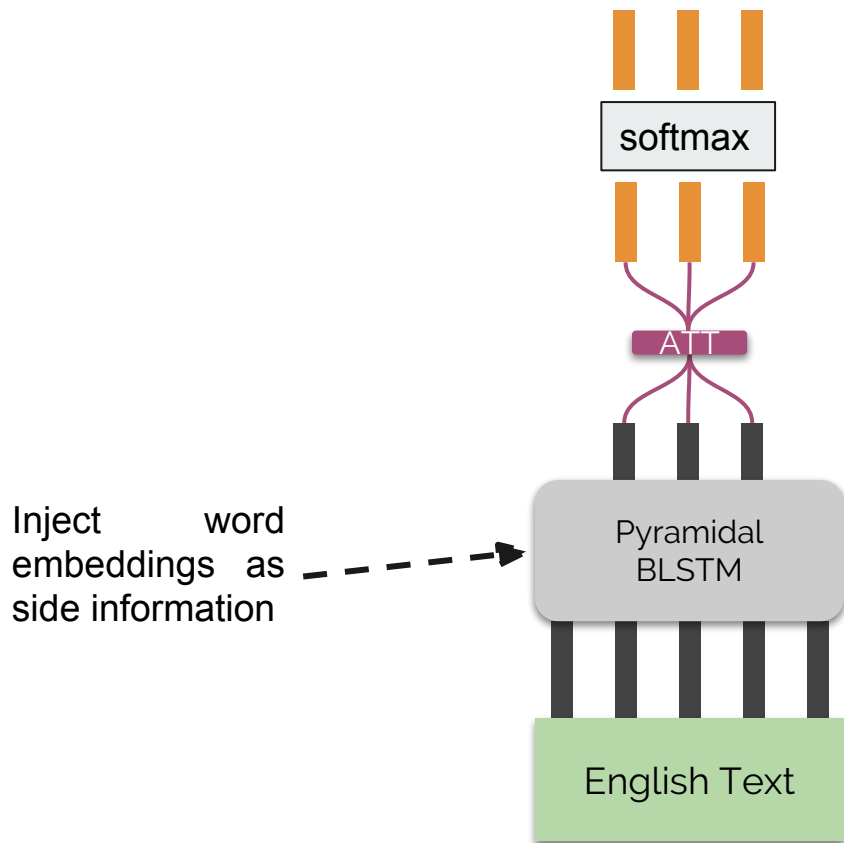 softmax
ATT
Inject word
embeddings as
side information
Pyramidal
BLSTM
English Text